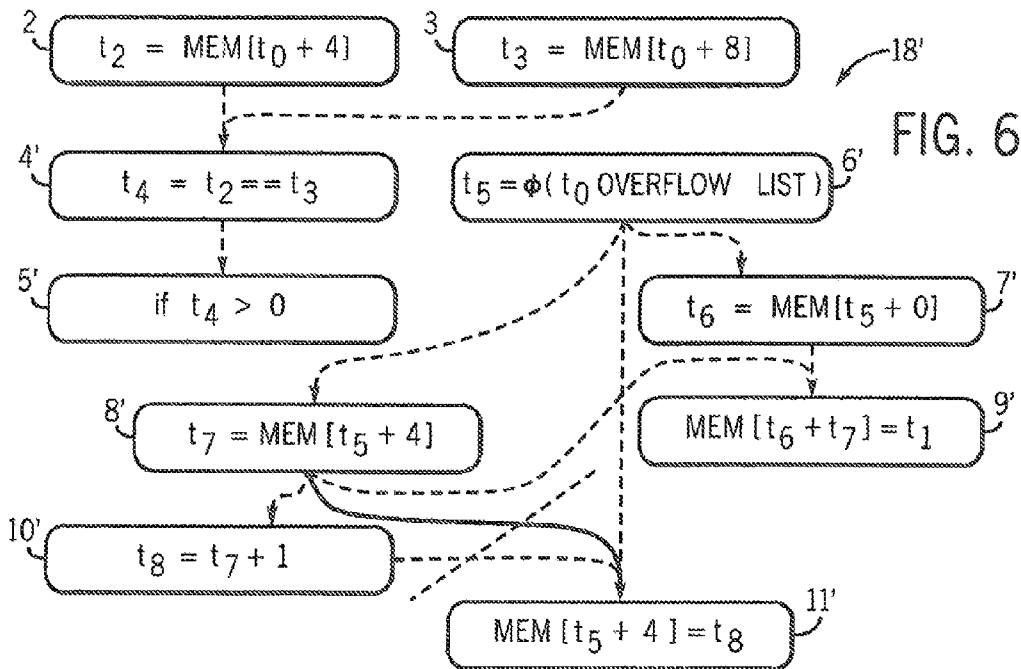 2
t2 = MEM[t0 + 4]
3
t3 = MEM[t0 + 8]
18'
FIG. 6
4'
t4 = t2 == t3
6'
t5 = ϕ( t0 OVERFLOW LIST )
5'
if t4 > 0
7'
t6 = MEM[t5 + 0]
8'
t7 = MEM[t5 + 4]
9'
MEM [t6 + t7] = t1
10'
t8 = t7 + 1
11'
MEM [t5 + 4] = t8